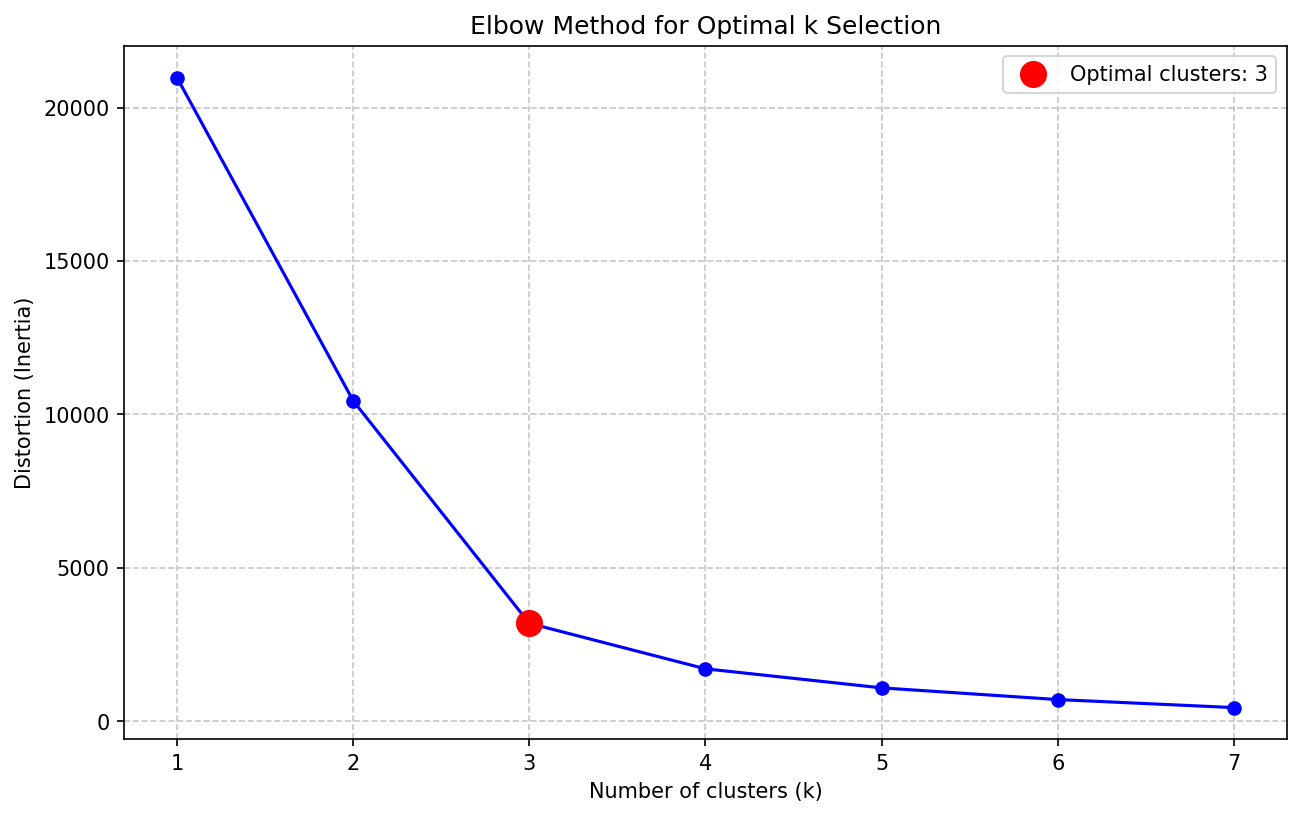 Elbow Method for Optimal k Selection
Optimal clusters: 3
Distortion (Inertia)
20000
15000
10000
5000
0
1 2 3 4 5 6 7
Number of clusters (k)